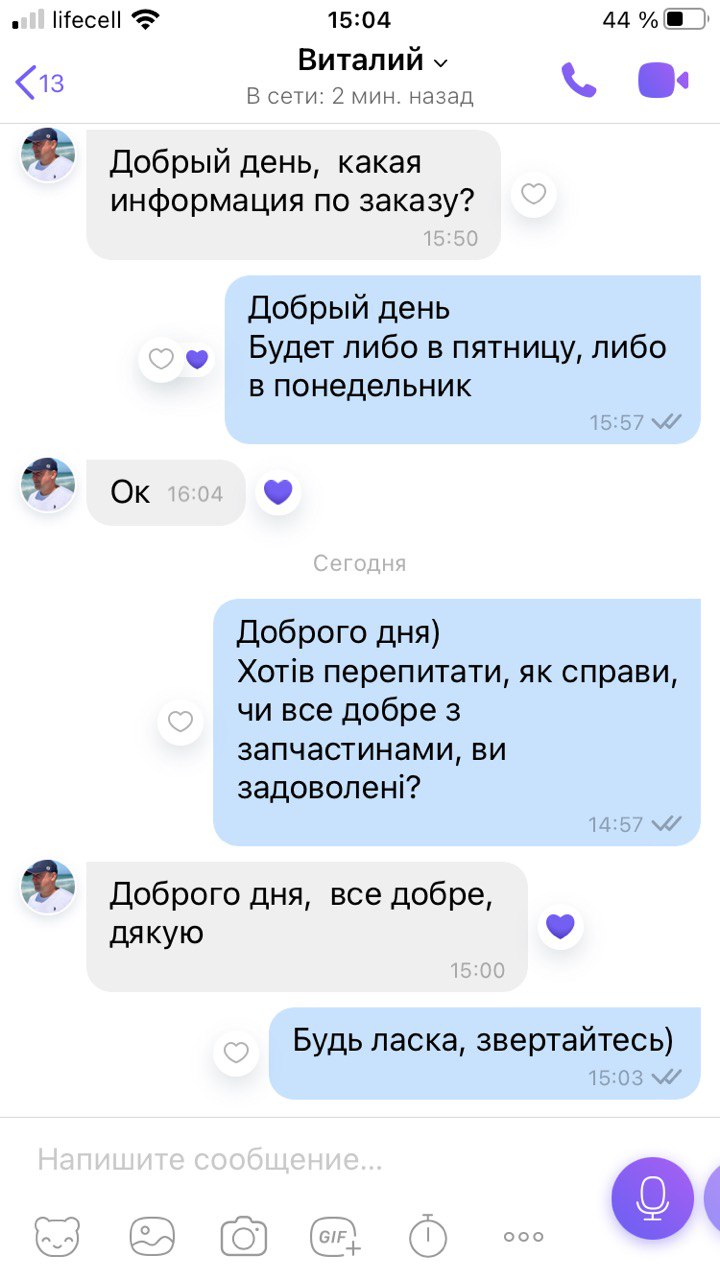 lifecell
15:04
44 %
13
Виталий
В сети: 2 мин. назад
Добрый день, какая
информация по заказу?
15:50
Добрый день
Будет либо в пятницу, либо
в понедельник
15:57
Ок 16:04
Сегодня
Доброго дня)
Хотів перепитати, як справи,
чи все добре з
запчастинами, ви
задоволені?
14:57
Доброго дня, все добре,
дякую
15:00
Будь ласка, звертайтесь)
15:03
Напишите сообщение...
GIF